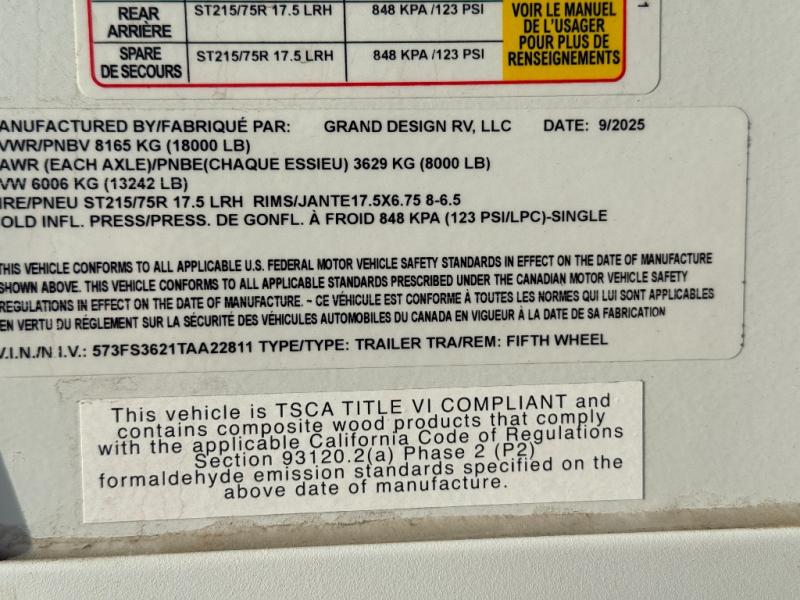 REAR
ARRIÈRE
ST215/75R 17.5 LRH
848 KPA /123 PSI
SPARE
DE SECOURS
ST215/75R 17.5 LRH
848 KPA /123 PSI
VOIR LE MANUEL
DE L'USAGER
POUR PLUS DE
RENSEIGNEMENTS
1
ANUFACTURED BY/FABRIQUÉ PAR: GRAND DESIGN RV, LLC DATE: 9/2025
VWR/PNBV 8165 KG (18000 LB)
AWR (EACH AXLE)/PNBE(CHAQUE ESSIEU) 3629 KG (8000 LB)
VW 6006 KG (13242 LB)
IRE/PNEU ST215/75R 17.5 LRH RIMS/JANTE17.5X6.75 8-6.5
OLD INFL. PRESS/PRESS. DE GONFL. À FROID 848 KPA (123 PSI/LPC)-SINGLE
THIS VEHICLE CONFORMS TO ALL APPLICABLE U.S. FEDERAL MOTOR VEHICLE SAFETY STANDARDS IN EFFECT ON THE DATE OF MANUFACTURE
SHOWN ABOVE. THIS VEHICLE CONFORMS TO ALL APPLICABLE STANDARDS PRESCRIBED UNDER THE CANADIAN MOTOR VEHICLE SAFETY
REGULATIONS IN EFFECT ON THE DATE OF MANUFACTURE. ~ CE VÉHICULE EST CONFORME À TOUTES LES NORMES QUI LUI SONT APPLICABLES
EN VERTU DU RÉGLEMENT SUR LA SÉCURITÉ DES VÉHICULES AUTOMOBILES DU CANADA EN VIGUEUR À LA DATE DE SA FABRICATION
V.I.N./N.I.V.: 573FS3621TAA22811 TYPE/TYPE: TRAILER TRA/REM: FIFTH WHEEL
This vehicle is TSCA TITLE VI COMPLIANT and
contains composite wood products that comply
with the applicable California Code of Regulations
Section 93120.2(a) Phase 2 (P2)
formaldehyde emission standards specified on the
above date of manufacture.